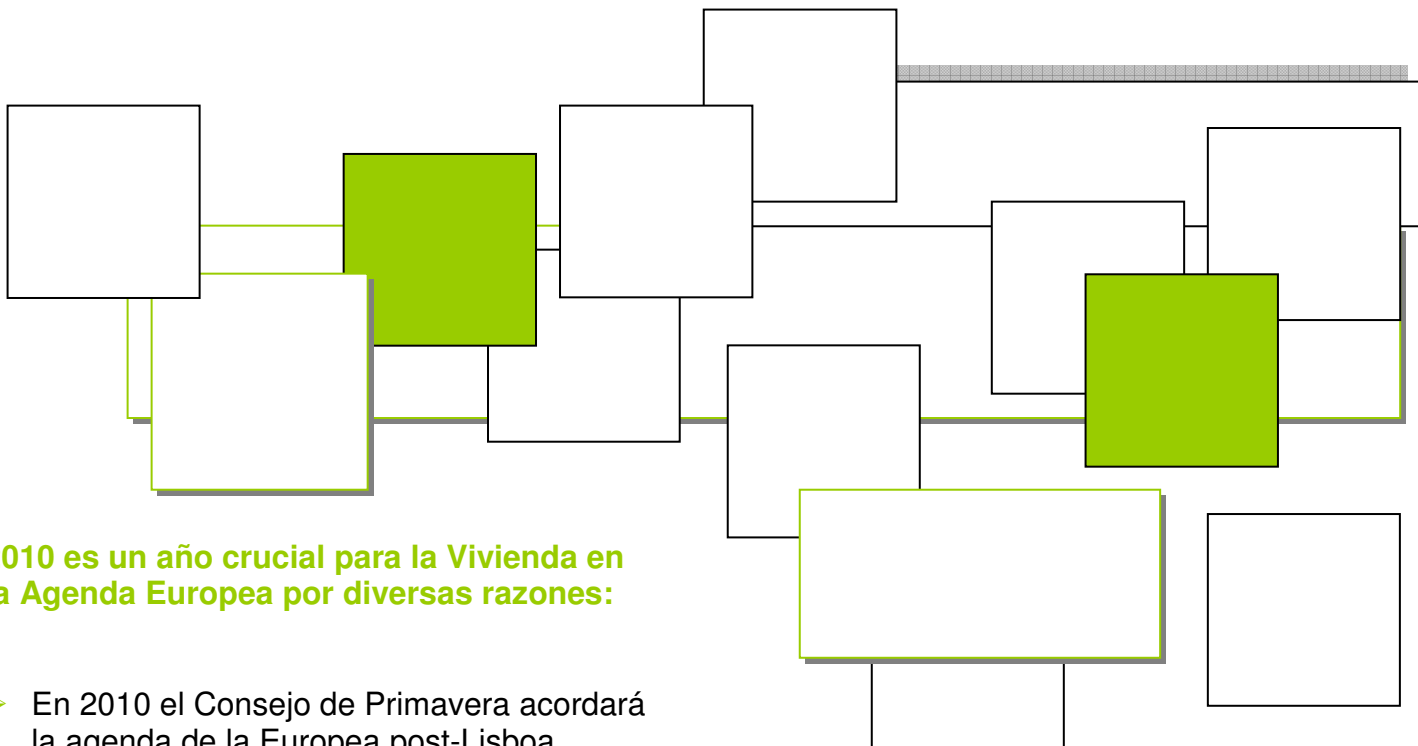 010 es un año crucial para la Vivienda en
a Agenda Europea por diversas razones:
En 2010 el Consejo de Primavera acordará
la agenda de la Europea post-Lisboa